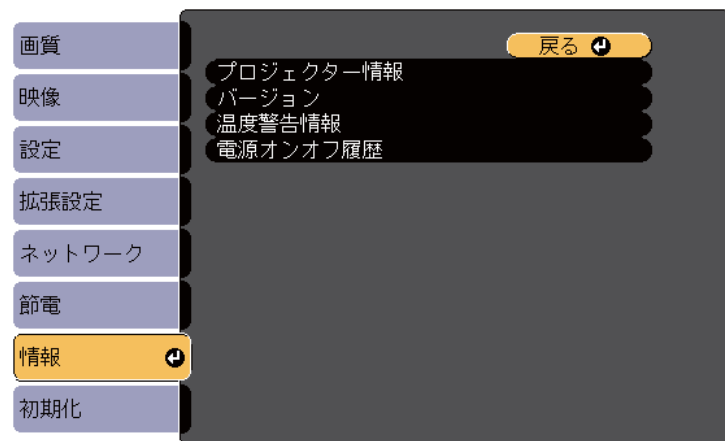 画質
映像
設定
拡張設定
ネットワーク
節電
情報
初期化
戻る
プロジェクター情報
バージョン
温度警告情報
電源オンオフ履歴